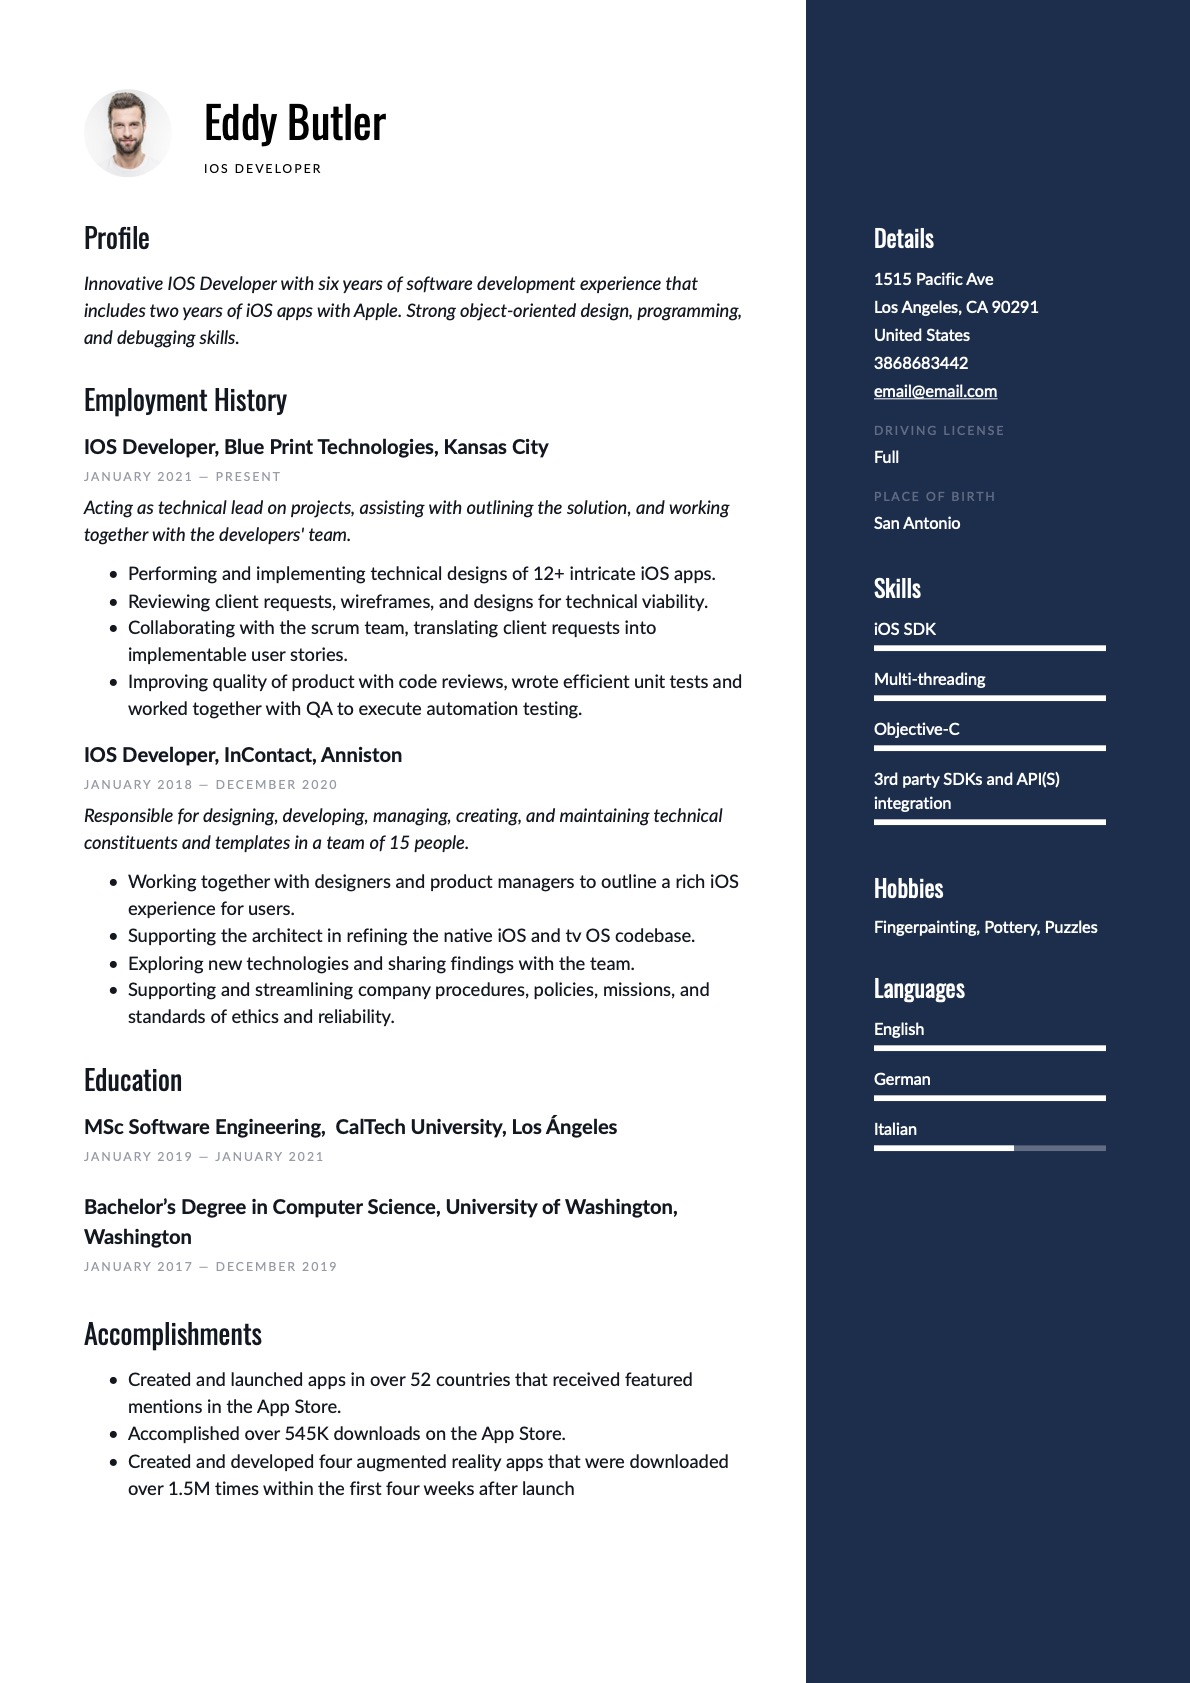 Eddy Butler
IOS DEVELOPER
Profile
Innovative IOS Developer with six years of software development experience that
includes two years of iOS apps with Apple. Strong object-oriented design, programming,
and debugging skills.
Employment History
IOS Developer, Blue Print Technologies, Kansas City
JANUARY 2021 — PRESENT
Acting as technical lead on projects, assisting with outlining the solution, and working
together with the developers' team.
• Performing and implementing technical designs of 12+ intricate iOS apps.
• Reviewing client requests, wireframes, and designs for technical viability.
• Collaborating with the scrum team, translating client requests into
implementable user stories.
• Improving quality of product with code reviews, wrote efficient unit tests and
worked together with QA to execute automation testing.
IOS Developer, InContact, Anniston
JANUARY 2018 — DECEMBER 2020
Responsible for designing, developing, managing, creating, and maintaining technical
constituents and templates in a team of 15 people.
• Working together with designers and product managers to outline a rich iOS
experience for users.
• Supporting the architect in refining the native iOS and tv OS codebase.
• Exploring new technologies and sharing findings with the team.
• Supporting and streamlining company procedures, policies, missions, and
standards of ethics and reliability.
Education
MSc Software Engineering,  CalTech University, Los Ángeles
JANUARY 2019 — JANUARY 2021
Bachelor’s Degree in Computer Science, University of Washington,
Washington
JANUARY 2017 — DECEMBER 2019
Accomplishments
• Created and launched apps in over 52 countries that received featured
mentions in the App Store.
• Accomplished over 545K downloads on the App Store.
• Created and developed four augmented reality apps that were downloaded
over 1.5M times within the first four weeks after launch
Details
1515 Pacific Ave
Los Angeles, CA 90291
United States
3868683442
email@email.com
DRIVING LICENSE
Full
PLACE OF BIRTH
San Antonio
Skills
iOS SDK
Multi-threading
Objective-C
3rd party SDKs and API(S)
integration
Hobbies
Fingerpainting, Pottery, Puzzles
Languages
English
German
Italian